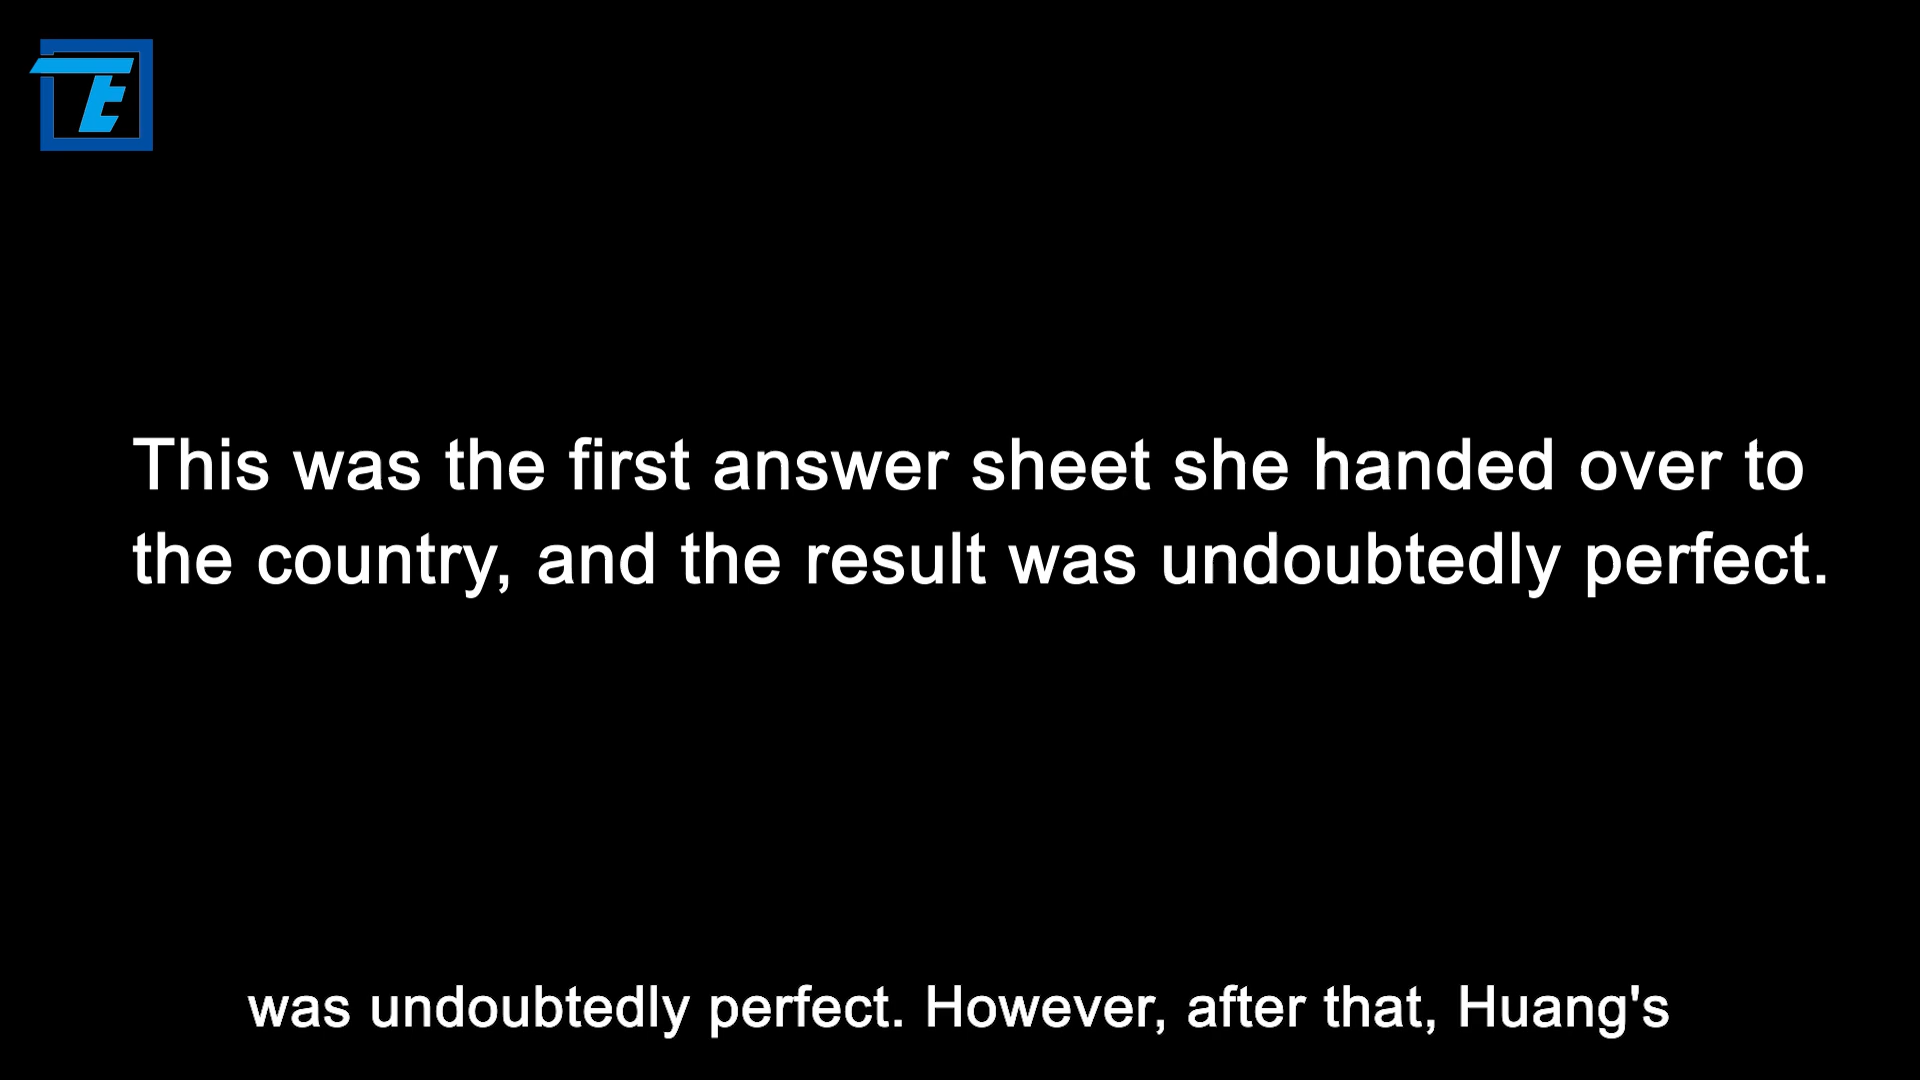 TE
This was the first answer sheet she handed over to
the country, and the result was undoubtedly perfect.
was undoubtedly perfect. However, after that, Huang's